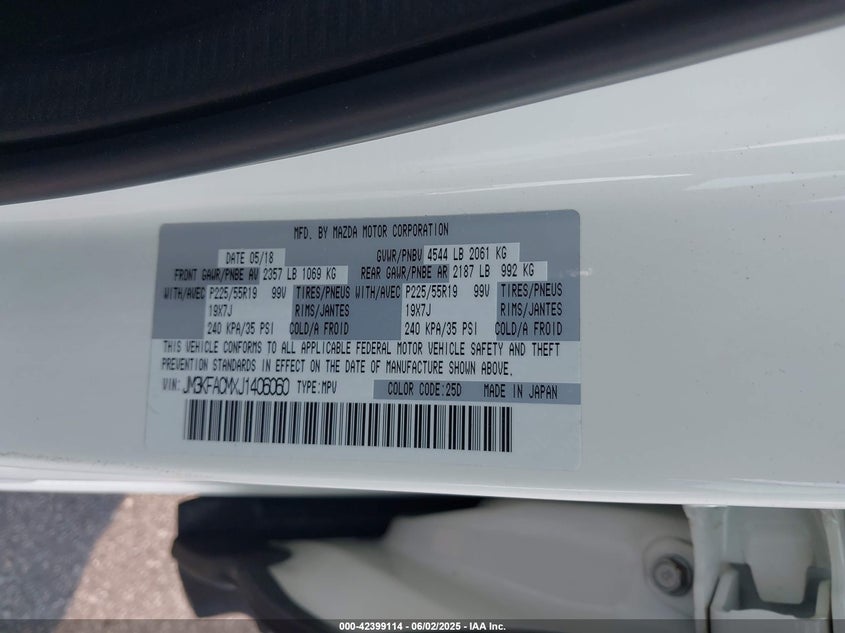 MFD. BY MAZDA MOTOR CORPORATION
DATE 05/18 GVWR/PNBV 4544 LB 2061 KG
FRONT GAWR/PNBE AV 2357 LB 1069 KG REAR GAWR/PNBE AR 2187 LB 992 KG
WITH/AVEC P225/55R19 99V TIRES/PNEUS WITH/AVEC P225/55R19 99V TIRES/PNEUS
19X7J RIMS/JANTES 19X7J RIMS/JANTES
240 KPA/35 PSI COLD/A FROID 240 KPA/35 PSI COLD/A FROID
THIS VEHICLE CONFORMS TO ALL APPLICABLE FEDERAL MOTOR VEHICLE SAFETY AND THEFT
PREVENTION STANDARDS IN EFFECT ON THE DATE OF MANUFACTURE SHOWN ABOVE.
VIN: JM3KFACMXJ1406060 TYPE:MPV COLOR CODE:25D MADE IN JAPAN
000-42399114 - 06/02/2025 - IAA Inc.